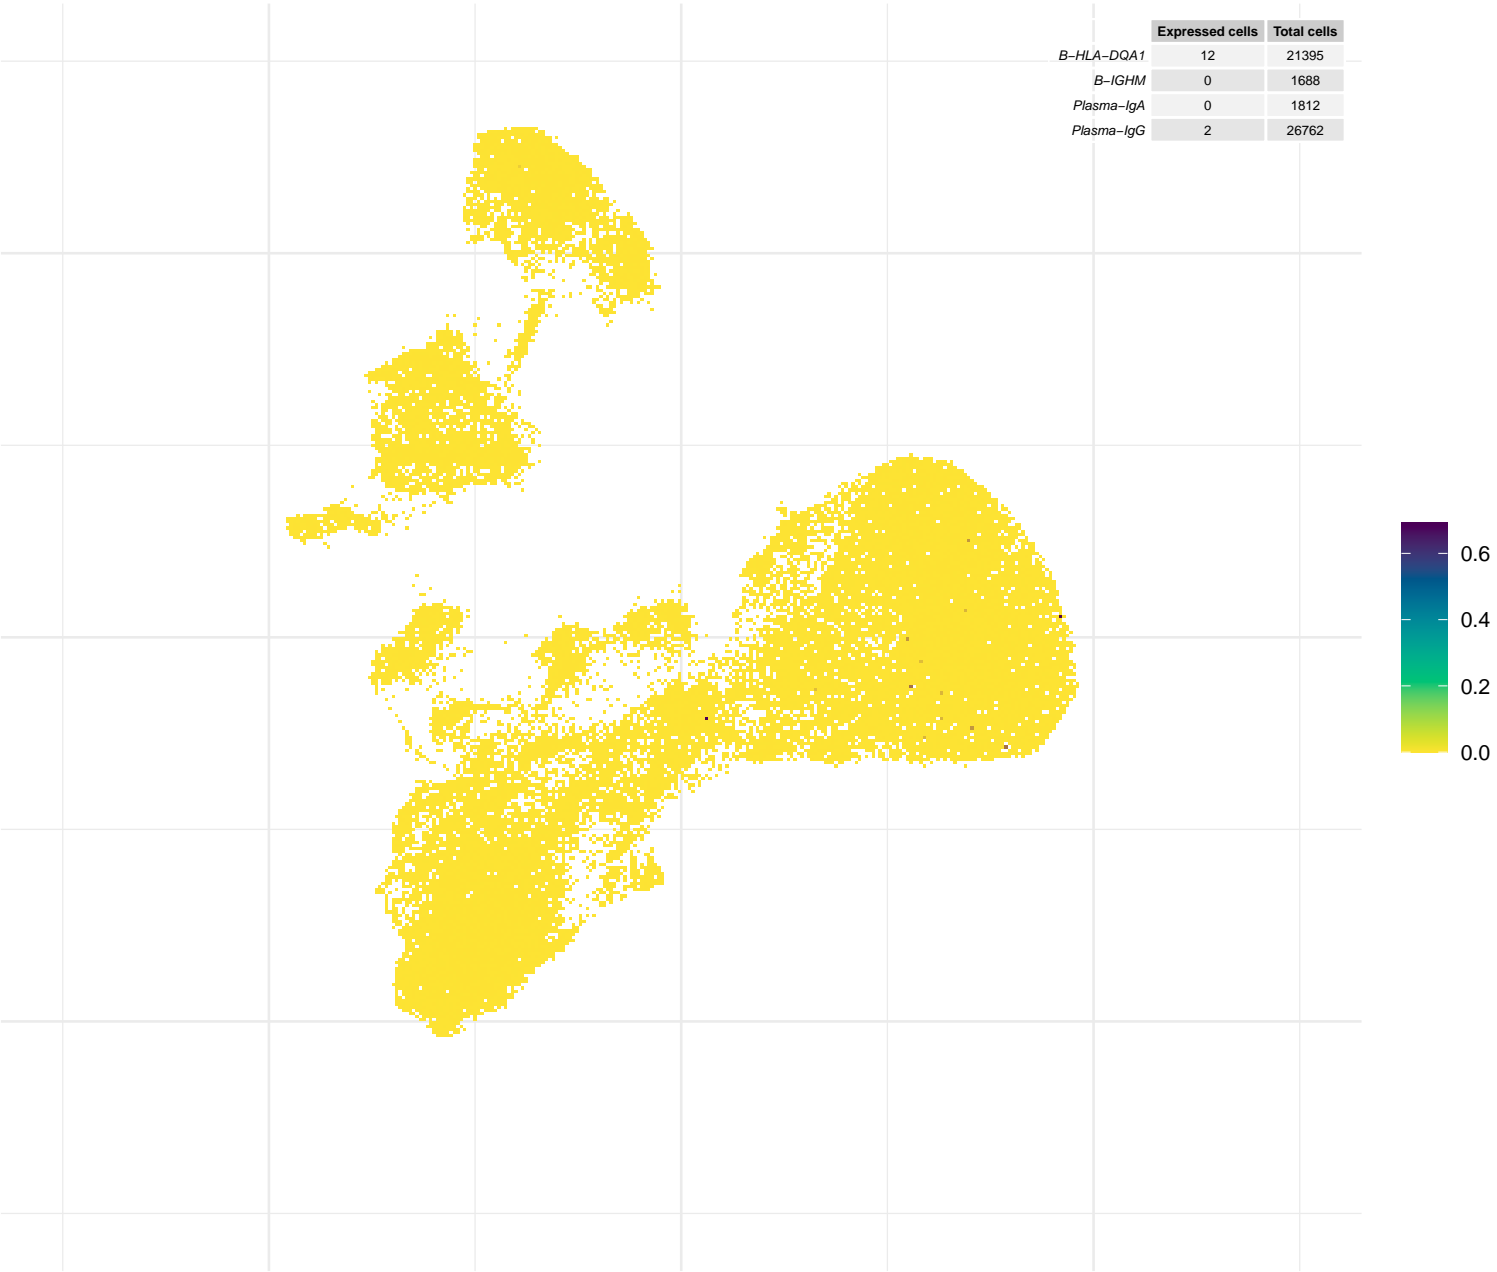 Expressed cells Total cells
B−HLA−DQA1 12 21395
B−IGHM 0 1688
Plasma−IgA 0 1812
Plasma−IgG 2 26762
0.6
0.4
0.2
0.0